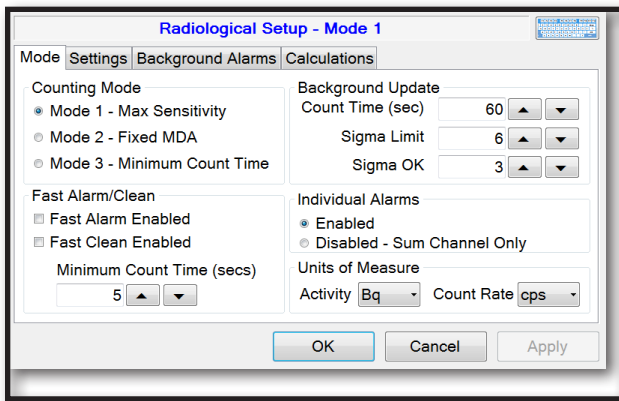 Radiological Setup - Mode 1
Mode Settings Background Alarms Calculations
Counting Mode
Mode 1 - Max Sensitivity
Mode 2 - Fixed MDA
Mode 3 - Minimum Count Time
Fast Alarm/Clean
Fast Alarm Enabled
Fast Clean Enabled
Minimum Count Time (secs)
5
Background Update
Count Time (sec) 60
Sigma Limit 6
Sigma OK 3
Individual Alarms
Enabled
Disabled - Sum Channel Only
Units of Measure
Activity Bq Count Rate cps
OK Cancel Apply